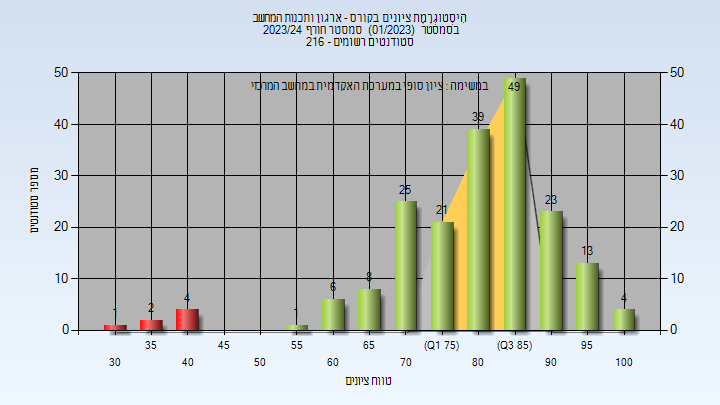 היסטוגרמת ציונים בקורס - ארגון ותכנות המחשב
בסמסטר (01/2023) סמסטר חורף 2023/24
סטודנטים רשומים - 216
במשימה : ציון סופי במערכת האקדמית במחשב המרכזי
50 50
40 40
30 30
20 20
10 10
0 0
מספר סטודנטים
1 2 4 1 6 8 25 21 39 49 23 13 4
35 45 55 65 (Q1 75) (Q3 85) 95
30 40 50 60 70 80 90 100
טווח ציונים